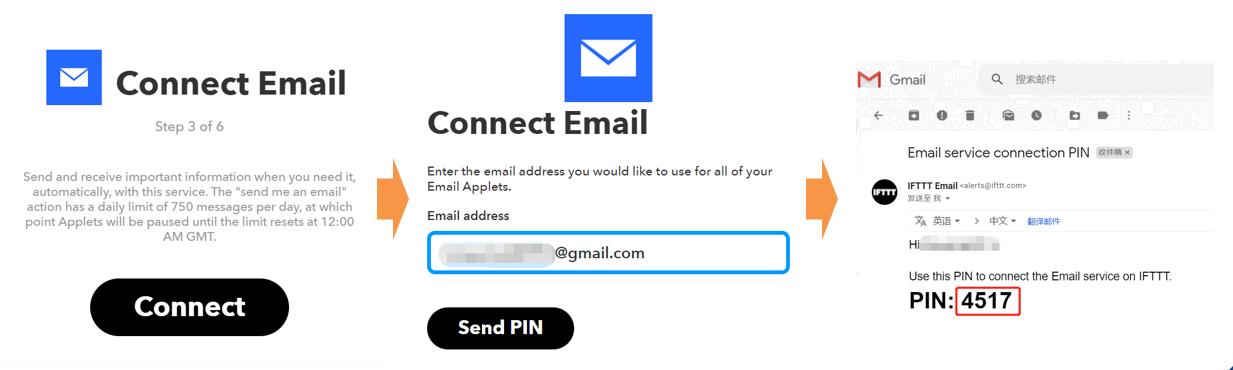 Connect Email
Step 3 of 6
Send and receive important information when you need it,
automatically, with this service. The "send me an email"
action has a daily limit of 750 messages per day, at which
point Applets will be paused until the limit resets at 12:00
AM GMT.
Connect
Connect Email
Enter the email address you would like to use for all of your
Email Applets.
Email address
@gmail.com
Send PIN
Gmail
搜索邮件
Email service connection PIN 收件箱 ×
IFTTT
IFTTT Email <alerts@ifttt.com>
发送至 我
英语 > 中文 翻译邮件
Hi
Use this PIN to connect the Email service on IFTTT.
PIN: 4517